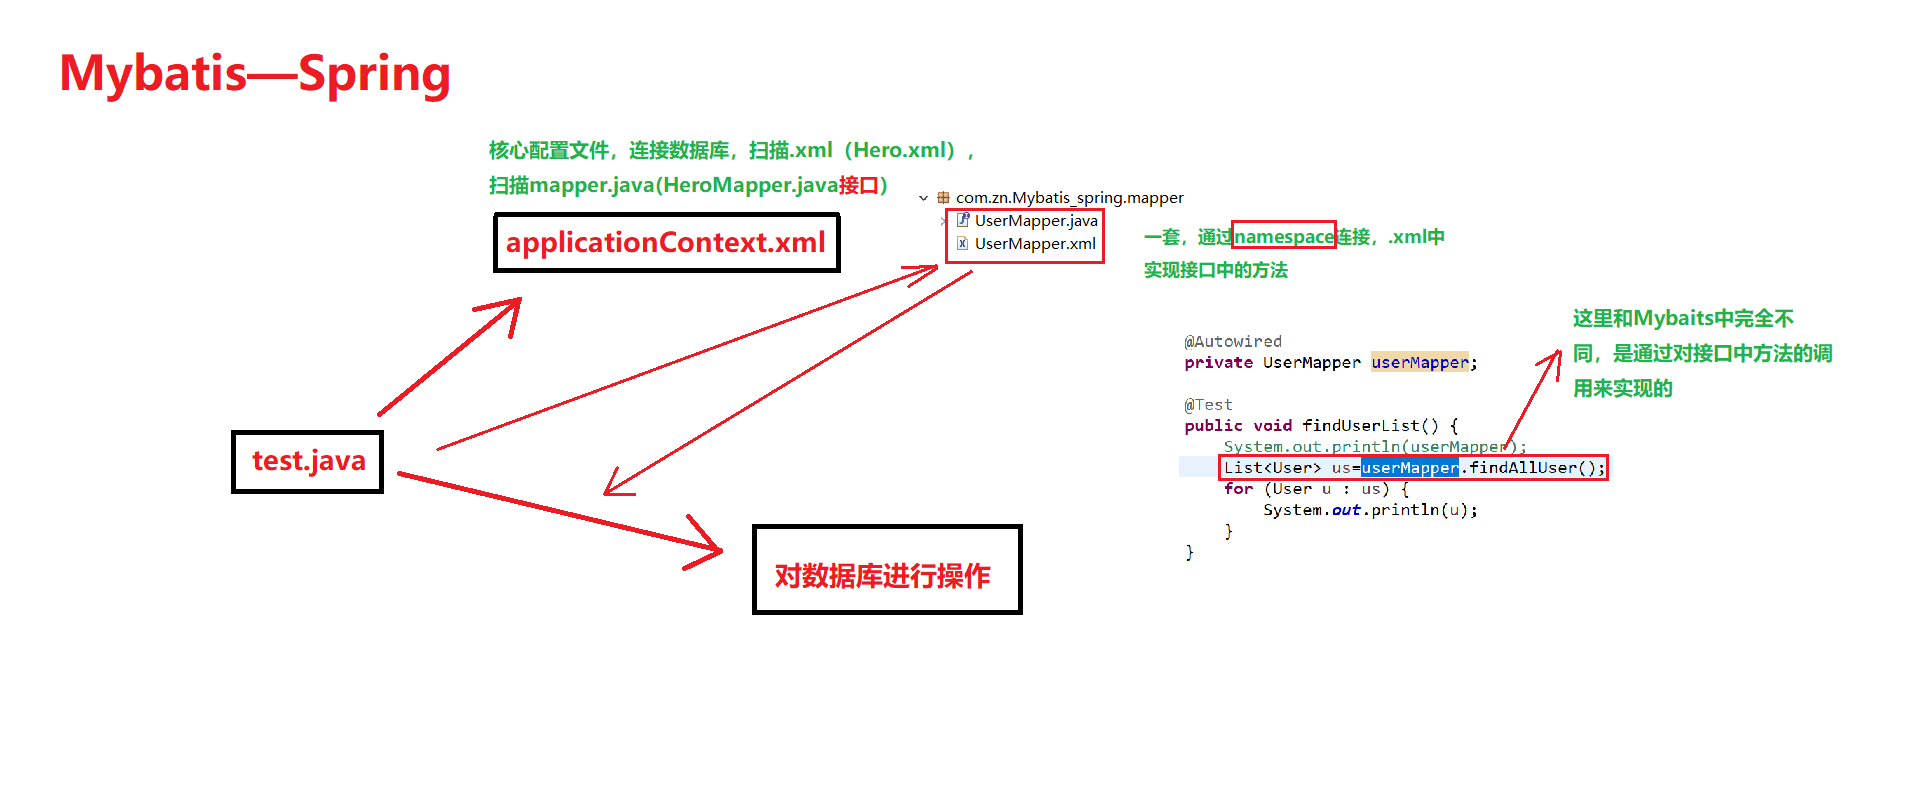 Mybatis—Spring
核心配置文件，连接数据库，扫描.xml（Hero.xml），
扫描mapper.java(HeroMapper.java接口）
applicationContext.xml
com.zn.Mybatis_spring.mapper
UserMapper.java
UserMapper.xml
一套，通过namespace连接，.xml中
实现接口中的方法
这里和Mybaits中完全不
同，是通过对接口中方法的调
用来实现的
@Autowired
private UserMapper userMapper;
@Test
public void findUserList() {
System.out.println(userMapper);
List<User> us=userMapper.findAllUser();
for (User u : us) {
System.out.println(u);
}
}
test.java
对数据库进行操作